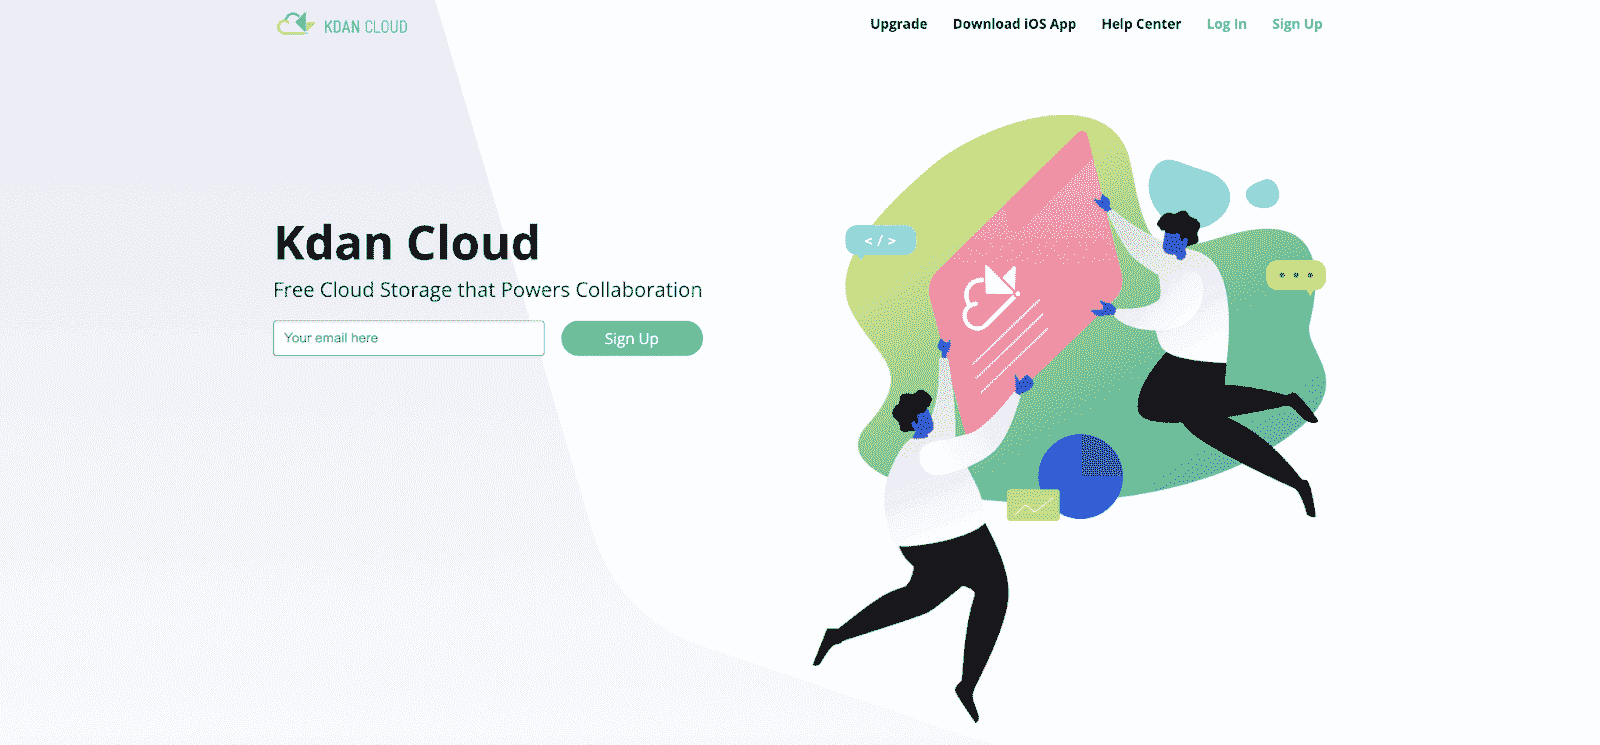 KDAN CLOUD
Upgrade Download iOS App Help Center Log In Sign Up
Kdan Cloud
Free Cloud Storage that Powers Collaboration
Your email here Sign Up
< / >